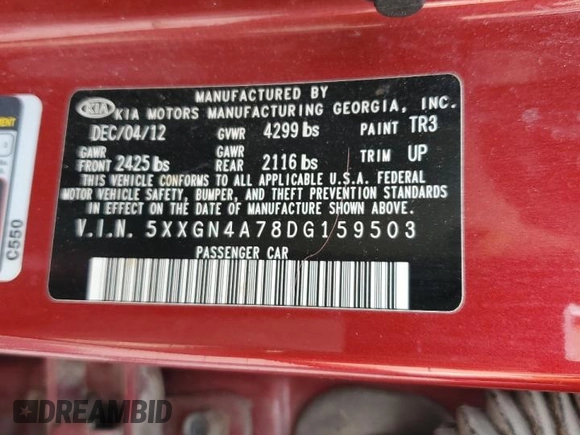 MANUFACTURED BY
KIA KIA MOTORS MANUFACTURING GEORGIA, INC.
DEC/04/12 GVWR 4299 lbs PAINT TR3
GAWR FRONT 2425 lbs GAWR REAR 2116 lbs TRIM UP
THIS VEHICLE CONFORMS TO ALL APPLICABLE U.S.A. FEDERAL
MOTOR VEHICLE SAFETY, BUMPER, AND THEFT PREVENTION STANDARDS
IN EFFECT ON THE DATE OF MANUFACTURE SHOWN ABOVE.
V.I.N. 5XXGN4A78DG159503
PASSENGER CAR
C550
DREAMBID